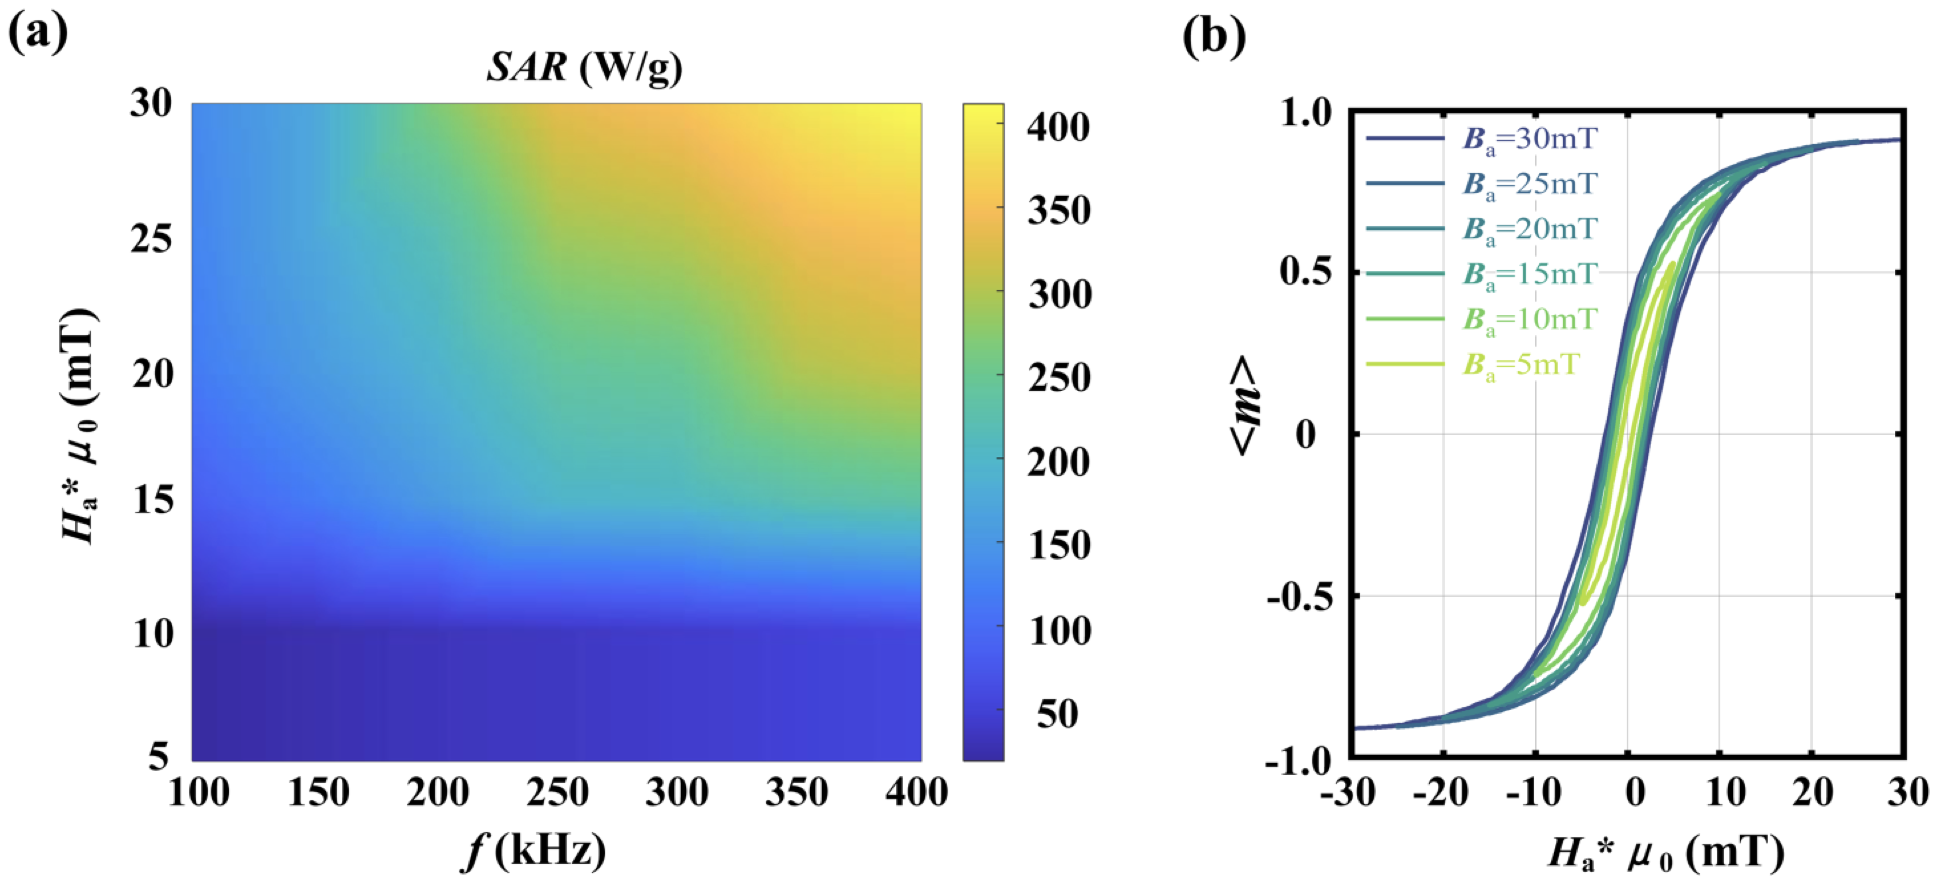 (a)
SAR (W/g)
30
25
20
15
10
5
Hₐ* μ₀ (mT)
100 150 200 250 300 350 400
f (kHz)
400
350
300
250
200
150
100
50
(b)
1.0
0.5
0
-0.5
-1.0
<m>
Bₐ=30mT
Bₐ=25mT
Bₐ=20mT
Bₐ=15mT
Bₐ=10mT
Bₐ=5mT
-30 -20 -10 0 10 20 30
Hₐ* μ₀ (mT)